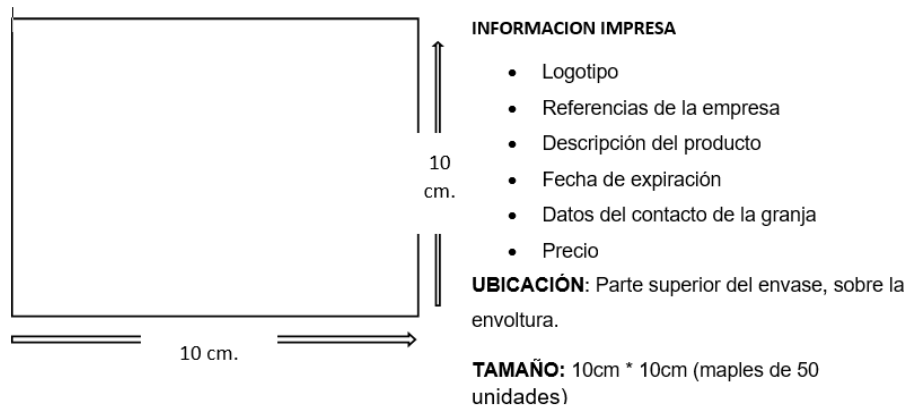 10
cm.
10 cm.
INFORMACION IMPRESA
• Logotipo
• Referencias de la empresa
• Descripción del producto
• Fecha de expiración
• Datos del contacto de la granja
• Precio
UBICACIÓN: Parte superior del envase, sobre la
envoltura.
TAMAÑO: 10cm * 10cm (maples de 50
unidades)